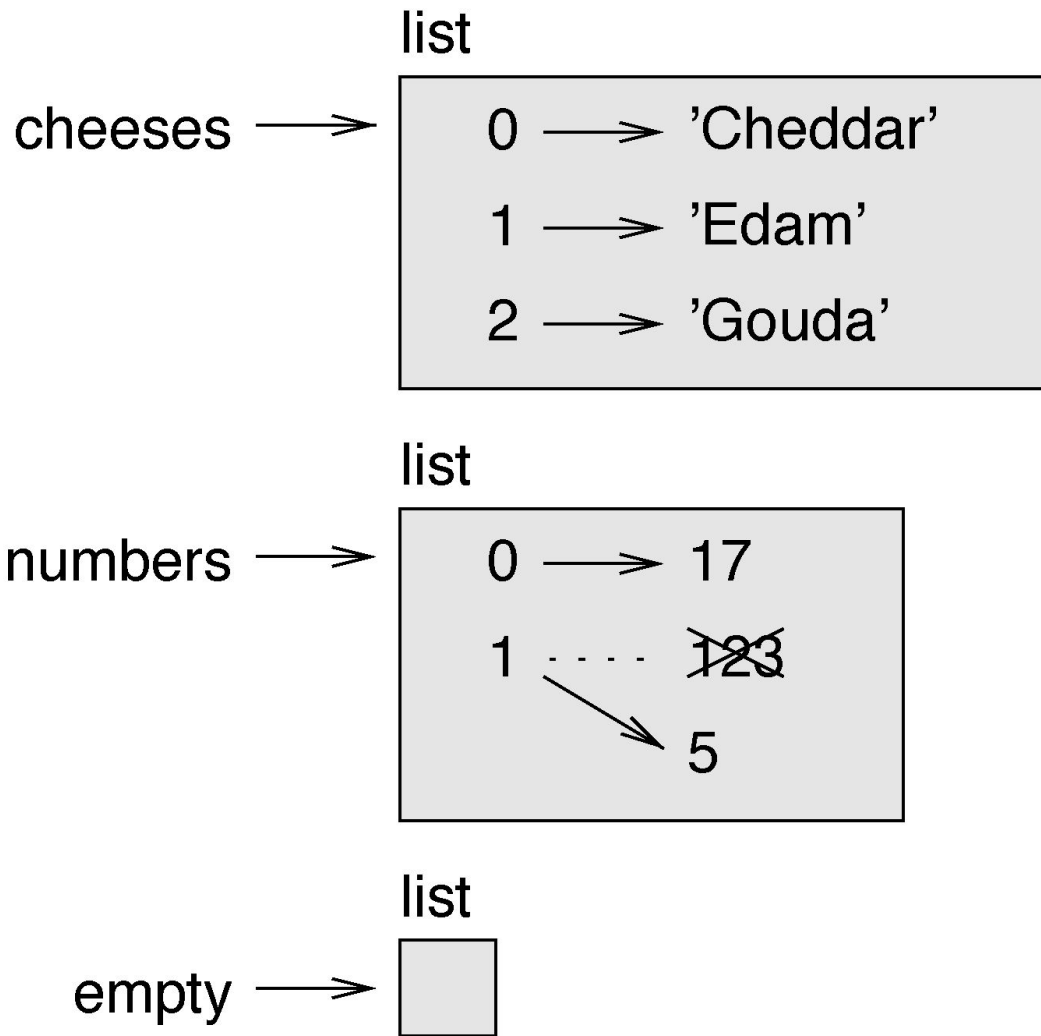 list
cheeses 0 ’Cheddar’
1 ’Edam’
2 ’Gouda’
list
numbers 0 17
1 123
5
list
empty